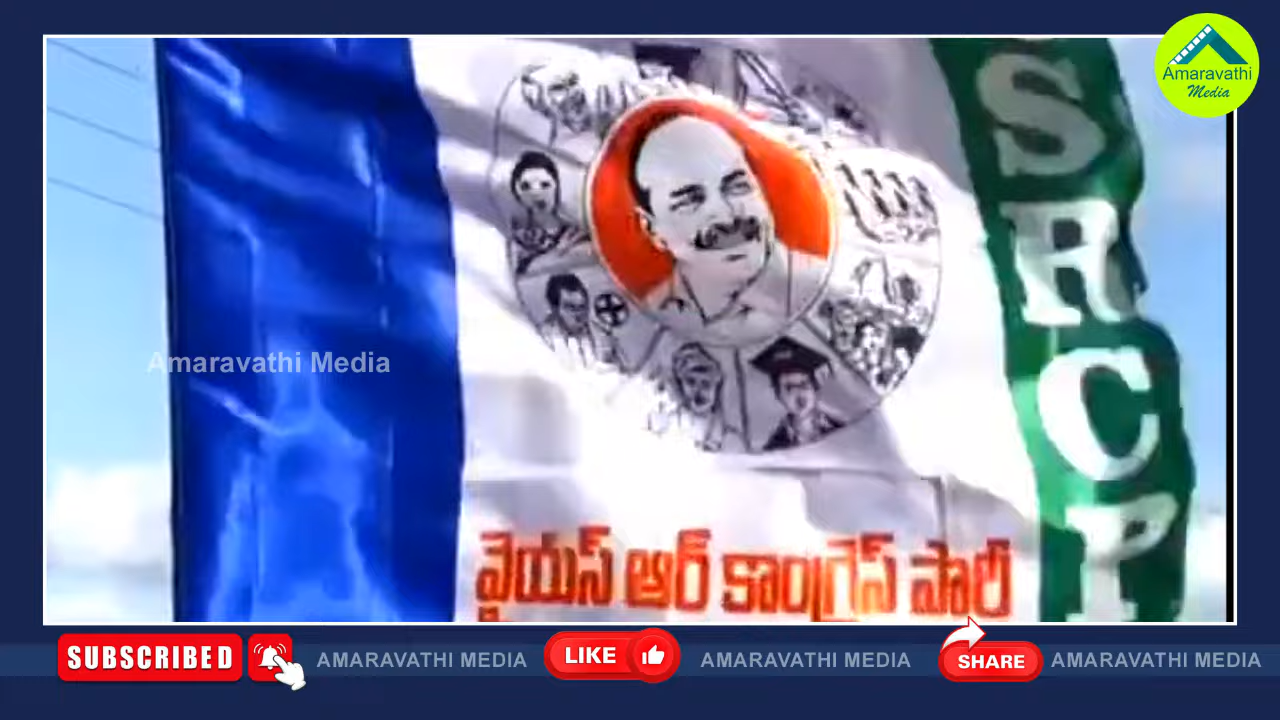 Amaravathi
Media
SRCP
Amaravathi Media
వైయస్ ఆర్ కాంగ్రెస్ పార్టీ
SUBSCRIBED
AMARAVATHI MEDIA
LIKE
AMARAVATHI MEDIA
SHARE
AMARAVATHI MEDIA